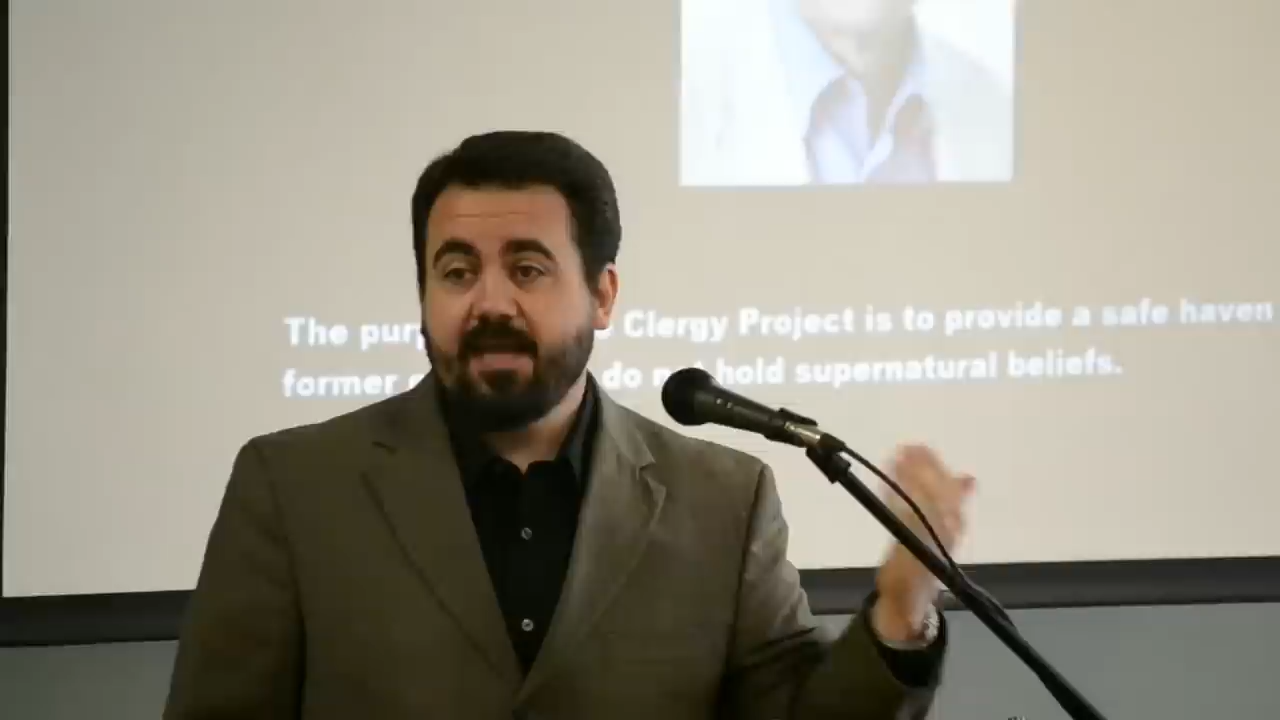 The pur Clergy Project is to provide a safe haven
former do hold supernatural beliefs.